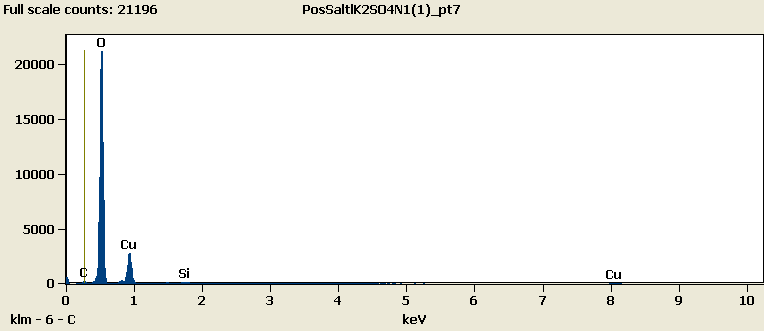 Full scale counts: 21196 PosSaltlK2SO4N1(1)_pt7
O
20000
15000
10000
5000
Cu
C
Si
Cu
0
0 1 2 3 4 5 6 7 8 9 10
klm - 6 - C keV